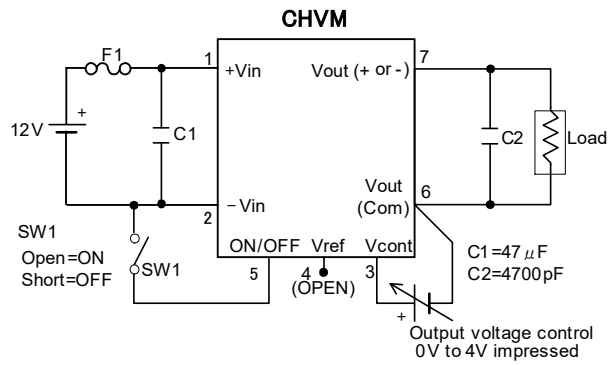 CHVM
F1
1
+Vin
Vout (+ or -)
7
+
12V
C1
C2
Load
Vout
(Com)
6
−Vin
2
SW1
Open=ON
Short=OFF
SW1
ON/OFF
Vref
Vcont
5
4
(OPEN)
3
C1=47μF
C2=4700pF
+
Output voltage control
0V to 4V impressed